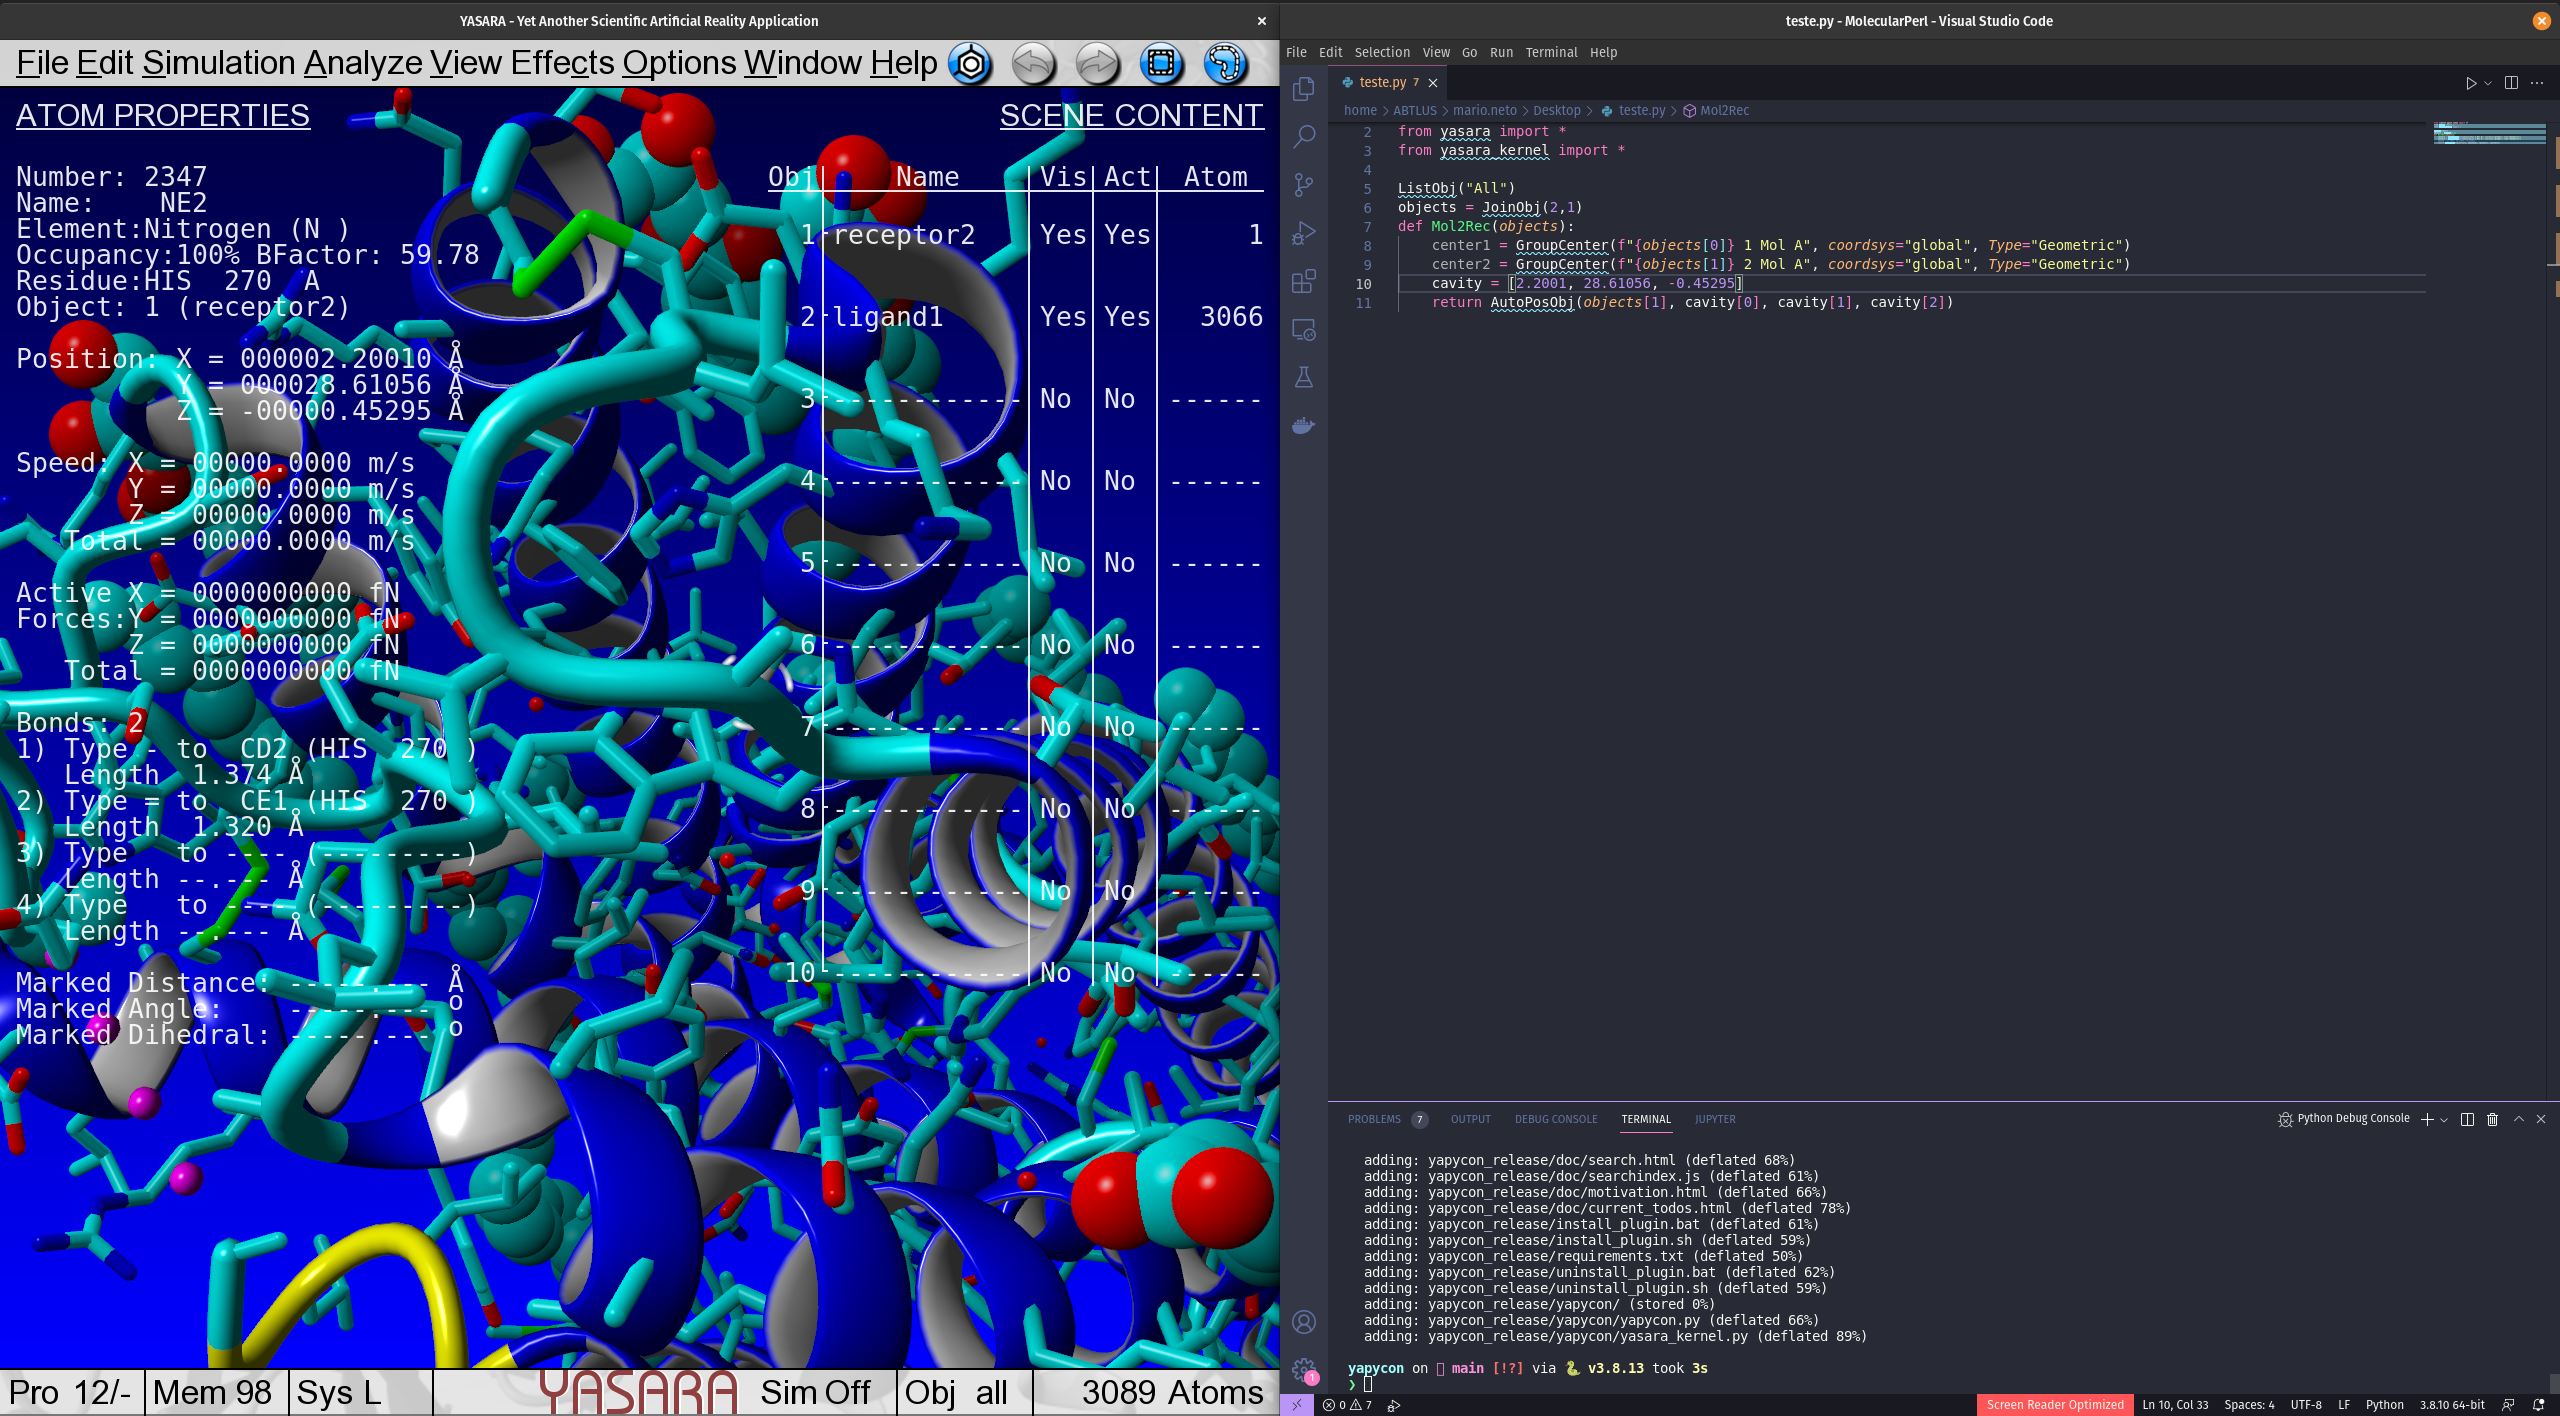 YASARA - Yet Another Scientific Artificial Reality Application
File Edit Simulation Analyze View Effects Options Window Help
ATOM PROPERTIES
Number: 2347
Name: NE2
Element:Nitrogen (N )
Occupancy:100% BFactor: 59.78
Residue:HIS 270 A
Object: 1 (receptor2)
Position: X = 000002.20010 Å
Y = 000028.61056 Å
Z = -00000.45295 Å
Speed: X = 00000.0000 m/s
Y = 00000.0000 m/s
Z = 00000.0000 m/s
Total = 00000.0000 m/s
Active X = 0000000000 fN
Forces:Y = 0000000000 fN
Z = 0000000000 fN
Total = 0000000000 fN
Bonds: 2
1) Type - to CD2 (HIS 270 )
Length 1.374 Å
2) Type = to CE1 (HIS 270 )
Length 1.320 Å
3) Type to ---- (---------)
Length --.--- Å
4) Type to ---- (---------)
Length --.--- Å
Marked Distance: -----.--- Å
Marked Angle: -----.--- o
Marked Dihedral: -----.--- o
SCENE CONTENT
Obj Name Vis Act Atom
1 receptor2 Yes Yes 1
2 ligand1 Yes Yes 3066
3 ------------ No No ------
4 ------------ No No ------
5 ------------ No No ------
6 ------------ No No ------
7 ------------ No No ------
8 ------------ No No ------
9 ------------ No No ------
10 ------------ No No ------
Pro 12/- Mem 98 Sys L YASARA Sim Off Obj all 3089 Atoms
teste.py - MolecularPerl - Visual Studio Code
File Edit Selection View Go Run Terminal Help
teste.py 7
home > ABTLUS > mario.neto > Desktop > teste.py > Mol2Rec
2 from yasara import *
3 from yasara_kernel import *
4
5 ListObj("All")
6 objects = JoinObj(2,1)
7 def Mol2Rec(objects):
8 center1 = GroupCenter(f"{objects[0]} 1 Mol A", coordsys="global", Type="Geometric")
9 center2 = GroupCenter(f"{objects[1]} 2 Mol A", coordsys="global", Type="Geometric")
10 cavity = [2.2001, 28.61056, -0.45295]
11 return AutoPosObj(objects[1], cavity[0], cavity[1], cavity[2])
PROBLEMS 7 OUTPUT DEBUG CONSOLE TERMINAL JUPYTER Python Debug Console
adding: yapycon_release/doc/search.html (deflated 68%)
adding: yapycon_release/doc/searchindex.js (deflated 61%)
adding: yapycon_release/doc/motivation.html (deflated 66%)
adding: yapycon_release/doc/current_todos.html (deflated 78%)
adding: yapycon_release/install_plugin.bat (deflated 61%)
adding: yapycon_release/install_plugin.sh (deflated 59%)
adding: yapycon_release/requirements.txt (deflated 50%)
adding: yapycon_release/uninstall_plugin.bat (deflated 62%)
adding: yapycon_release/uninstall_plugin.sh (deflated 59%)
adding: yapycon_release/yapycon/ (stored 0%)
adding: yapycon_release/yapycon/yapycon.py (deflated 66%)
adding: yapycon_release/yapycon/yasara_kernel.py (deflated 89%)
yapycon on main [!?] via 🐍 v3.8.13 took 3s
❯
1
0 7 Screen Reader Optimized Ln 10, Col 33 Spaces: 4 UTF-8 LF Python 3.8.10 64-bit